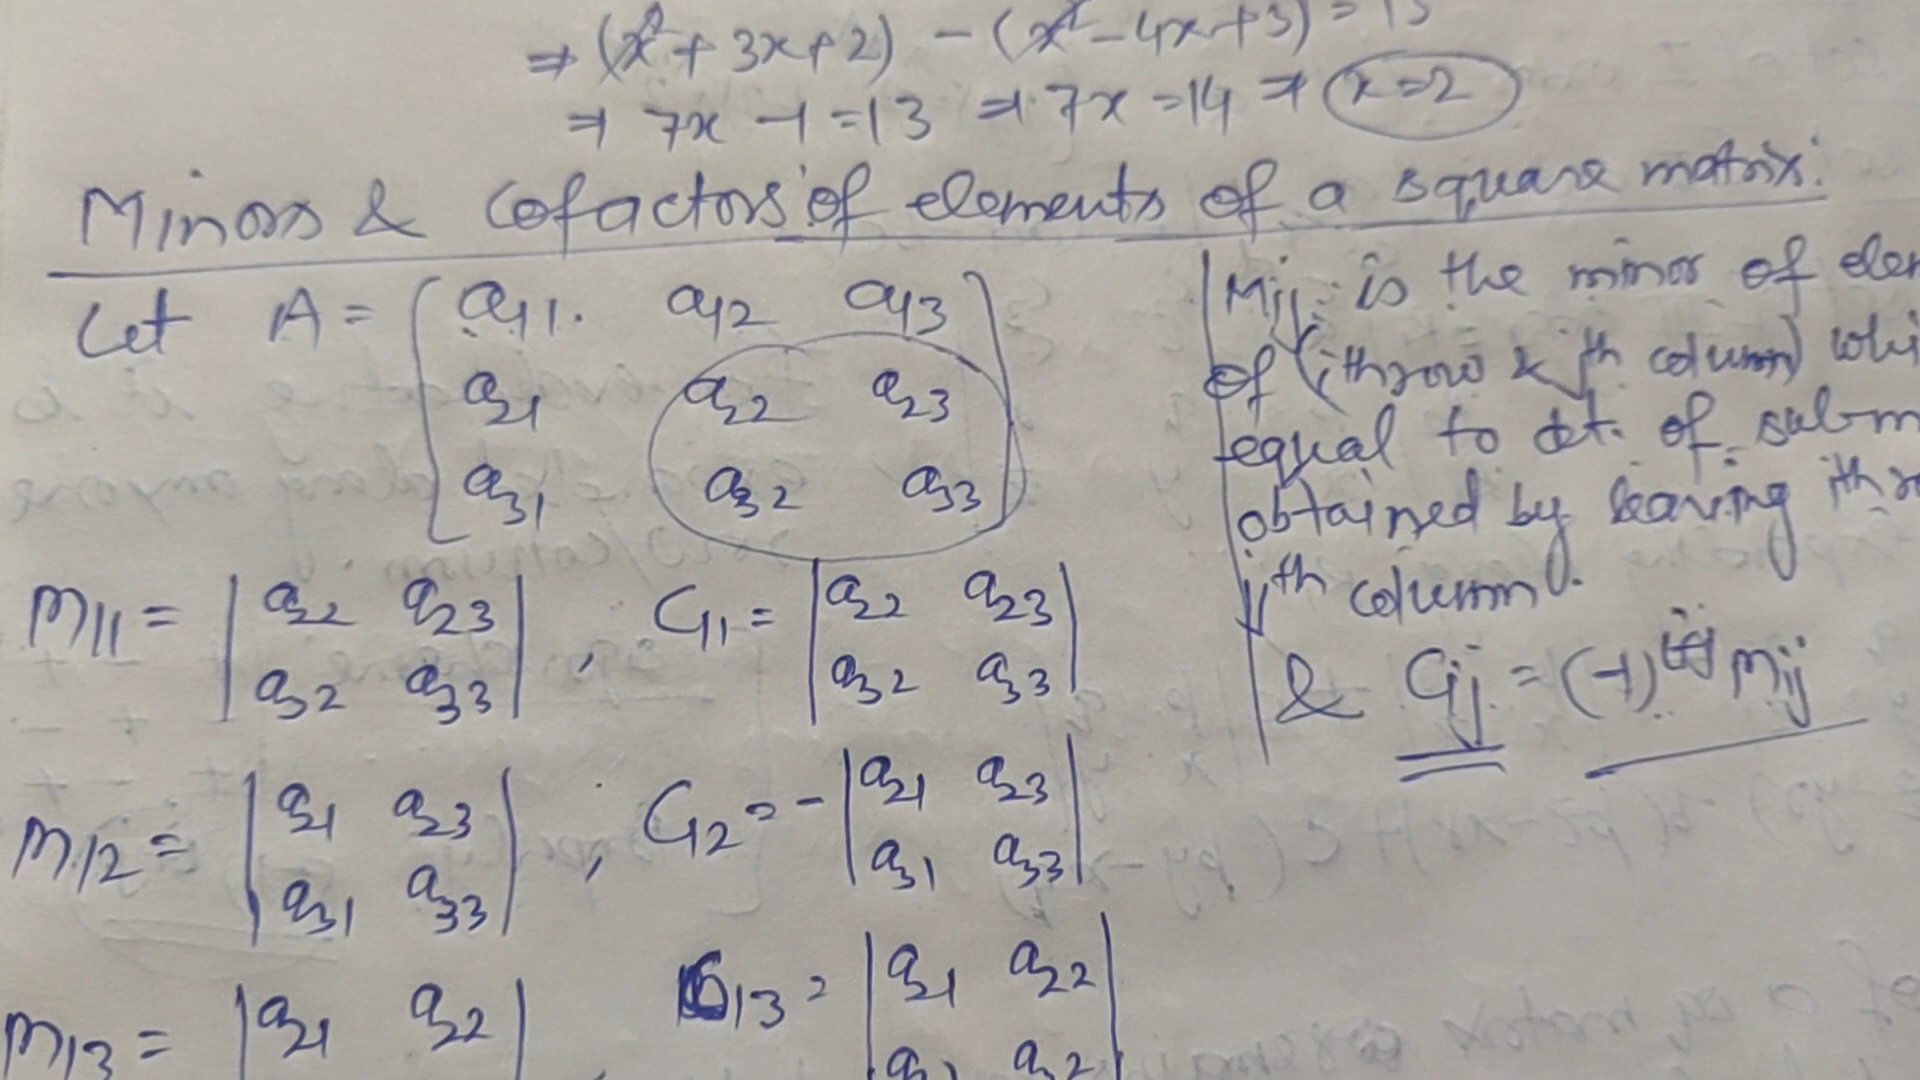 ⇒ (x² + 3x + 2) - (x² - 4x + 3) = 13
⇒ 7x - 1 = 13 ⇒ 7x = 14 ⇒ x = 2
Minors & Cofactors of elements of a square matrix:
Let A = [ a11 a12 a13
a21 a22 a23
a31 a32 a33 ]
Mij is the minor of
of (ith row & jth column)
equal to det. of
obtained by leaving ith
jth column.
& Cij = (-1)^(i+j) Mij
M11 = | a22 a23 | , C11 = | a22 a23 |
| a32 a33 | | a32 a33 |
M12 = | a21 a23 | ; C12 = - | a21 a23 |
| a31 a33 | | a31 a33 |
M13 = | a21 a22 | C13 = | a21 a22 |
a32